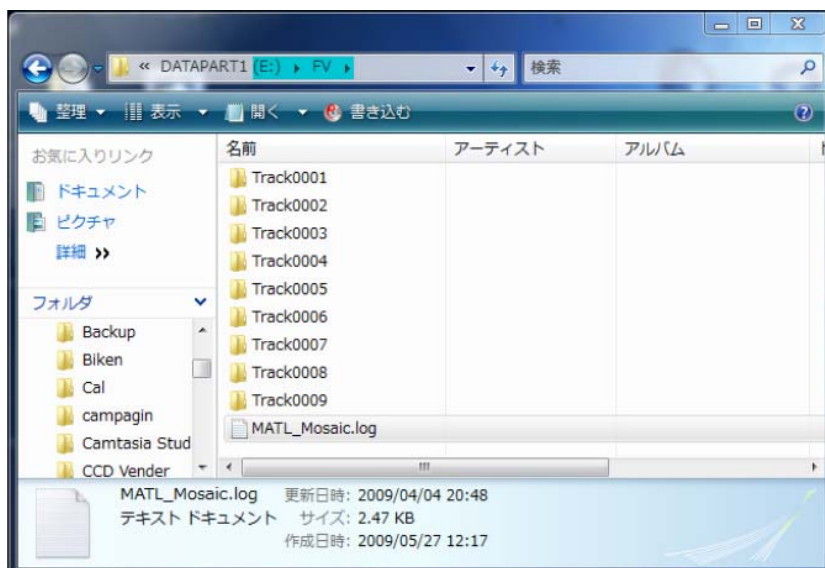 « DATAPART1 (E:) ▸ FV ▸ 検索
整理 表示 開く 書き込む
お気に入りリンク
ドキュメント
ピクチャ
詳細 »
フォルダ
Backup
Biken
Cal
campagin
Camtasia Stud
CCD Vender
名前 アーティスト アルバム
Track0001
Track0002
Track0003
Track0004
Track0005
Track0006
Track0007
Track0008
Track0009
MATL_Mosaic.log
MATL_Mosaic.log 更新日時: 2009/04/04 20:48
テキスト ドキュメント サイズ: 2.47 KB
作成日時: 2009/05/27 12:17